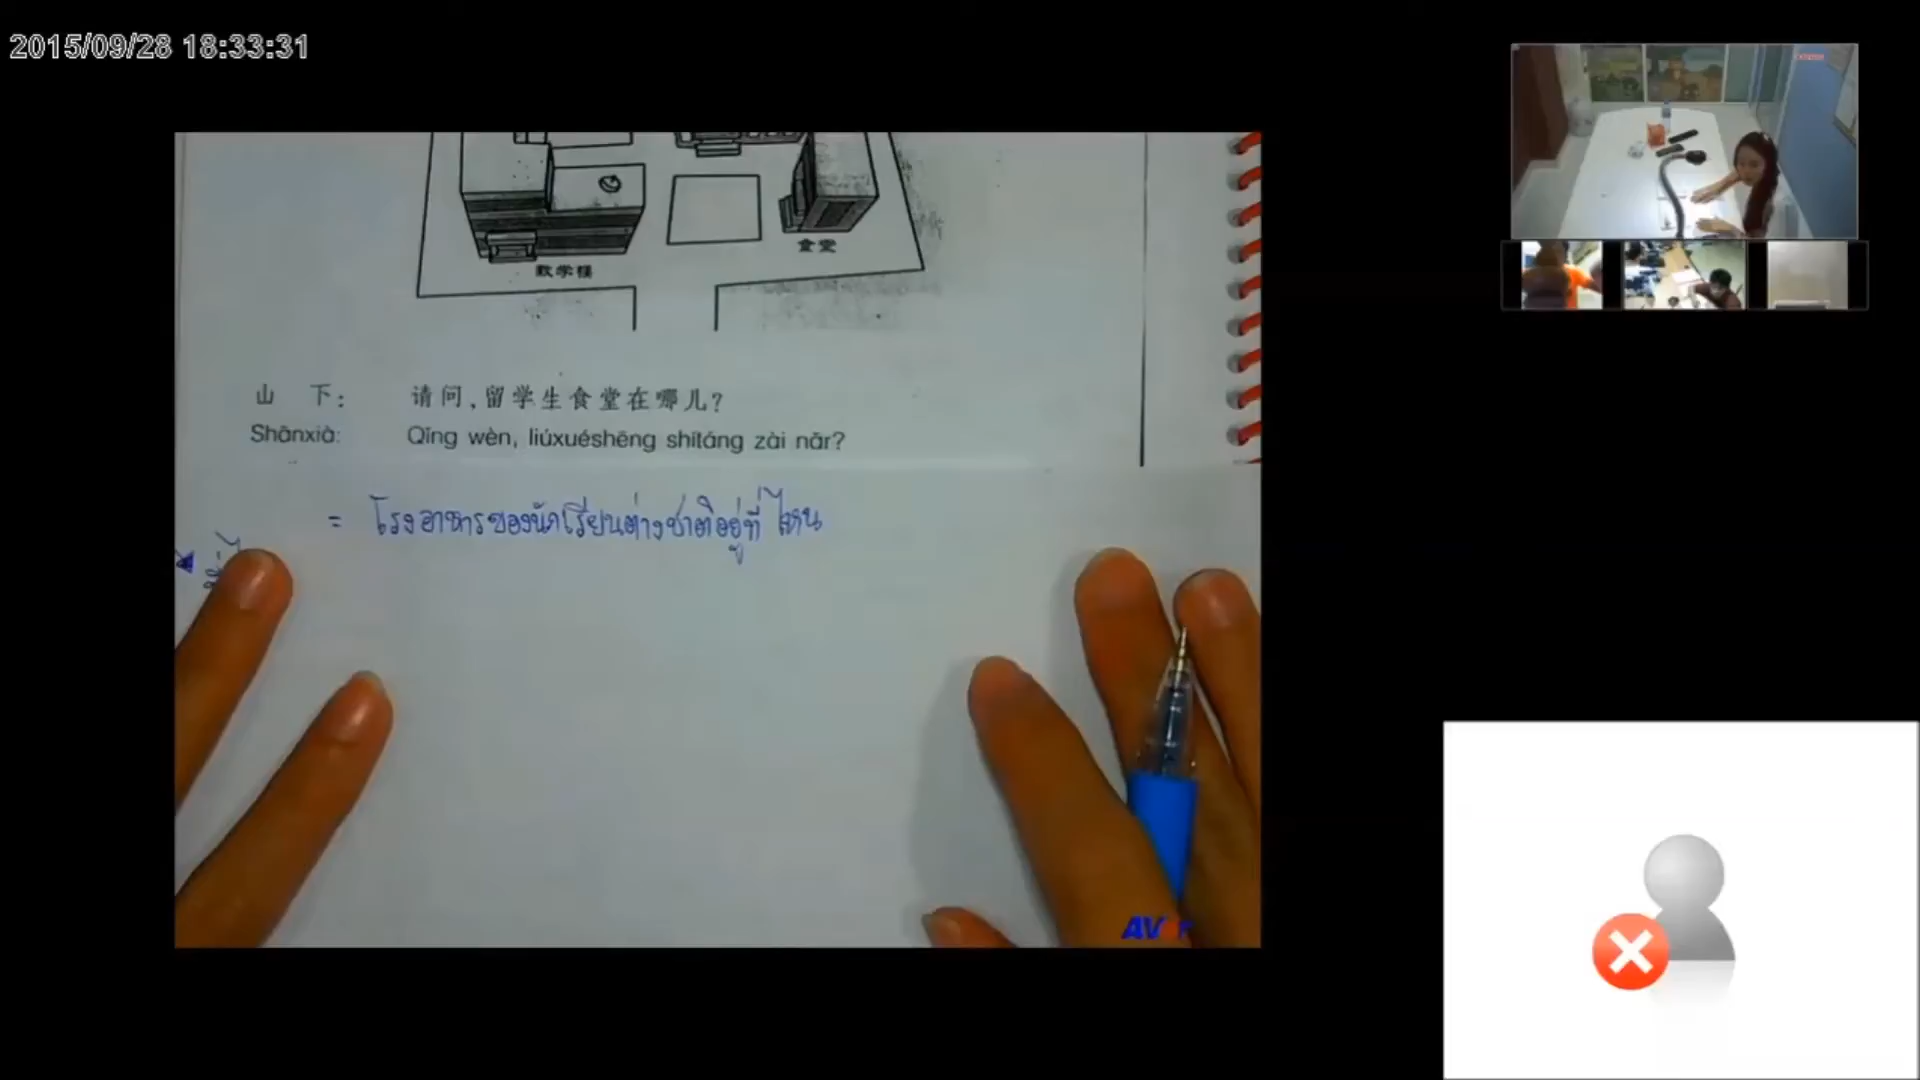 2015/09/28 18:33:31
教学楼
食堂
山 下： 请问，留学生食堂在哪儿？
Shānxià: Qǐng wèn, liúxuéshēng shítáng zài nǎr?
= โรงอาหารของนักเรียนต่างชาติอยู่ที่ไหน